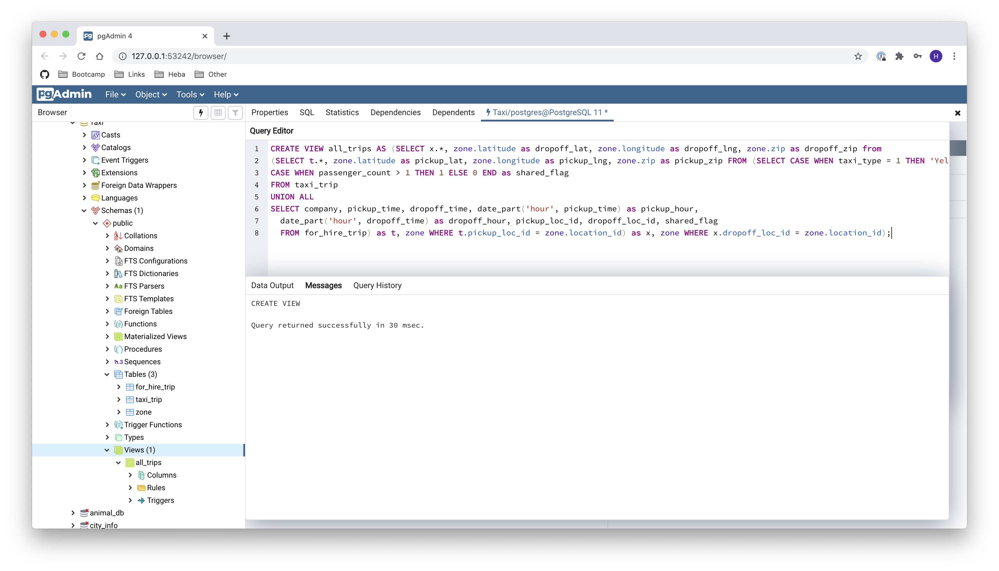 pgAdmin 4
127.0.0.1:53242/browser/
H
Bootcamp Links Heba Other
pgAdmin File Object Tools Help
Browser
Properties SQL Statistics Dependencies Dependents Taxi/postgres@PostgreSQL 11 *
Taxi
Casts
Catalogs
Event Triggers
Extensions
Foreign Data Wrappers
Languages
Schemas (1)
public
Collations
Domains
FTS Configurations
FTS Dictionaries
Aa FTS Parsers
FTS Templates
Foreign Tables
Functions
Materialized Views
Procedures
1..3 Sequences
Tables (3)
for_hire_trip
taxi_trip
zone
Trigger Functions
Types
Views (1)
all_trips
Columns
Rules
Triggers
animal_db
city_info
Query Editor
1 CREATE VIEW all_trips AS (SELECT x.*, zone.latitude as dropoff_lat, zone.longitude as dropoff_lng, zone.zip as dropoff_zip from
2 (SELECT t.*, zone.latitude as pickup_lat, zone.longitude as pickup_lng, zone.zip as pickup_zip FROM (SELECT CASE WHEN taxi_type = 1 THEN 'Yel
3 CASE WHEN passenger_count > 1 THEN 1 ELSE 0 END as shared_flag
4 FROM taxi_trip
5 UNION ALL
6 SELECT company, pickup_time, dropoff_time, date_part('hour', pickup_time) as pickup_hour,
7 date_part('hour', dropoff_time) as dropoff_hour, pickup_loc_id, dropoff_loc_id, shared_flag
8 FROM for_hire_trip) as t, zone WHERE t.pickup_loc_id = zone.location_id) as x, zone WHERE x.dropoff_loc_id = zone.location_id);
Data Output Messages Query History
CREATE VIEW
Query returned successfully in 30 msec.